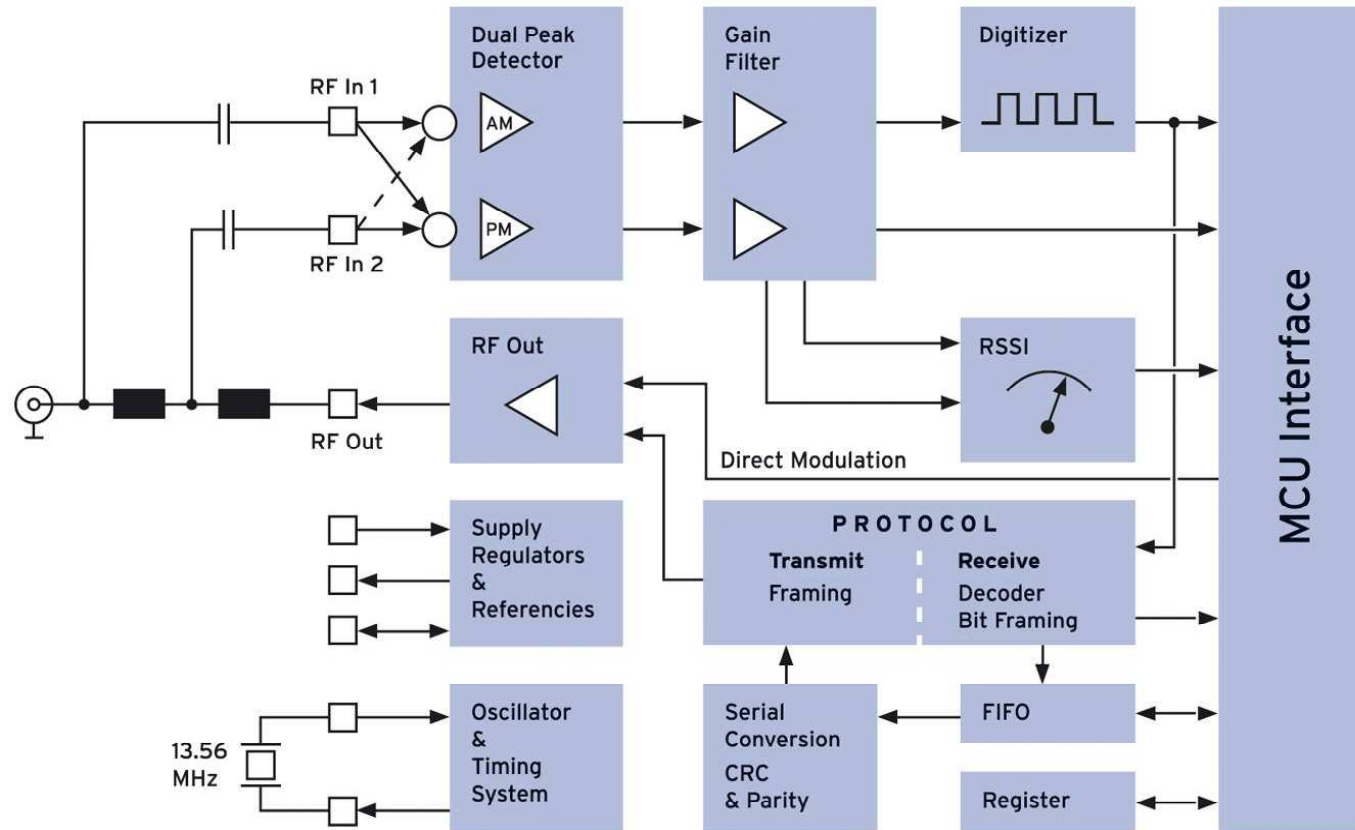 Dual Peak
Detector
AM
PM
Gain
Filter
Digitizer
RF In 1
RF In 2
MCU Interface
RF Out
RF Out
RSSI
Direct Modulation
PROTOCOL
Transmit
Framing
Receive
Decoder
Bit Framing
Supply
Regulators
&
Referencies
Oscillator
&
Timing
System
13.56
MHz
Serial
Conversion
CRC
& Parity
FIFO
Register